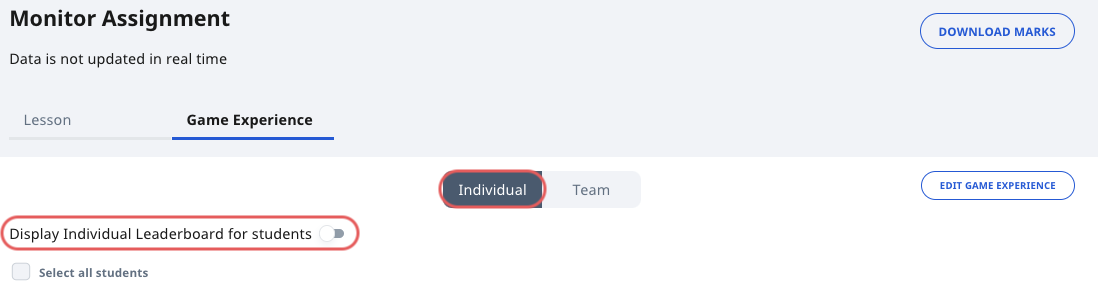 Monitor Assignment
DOWNLOAD MARKS
Data is not updated in real time
Lesson
Game Experience
Individual
Team
EDIT GAME EXPERIENCE
Display Individual Leaderboard for students
Select all students